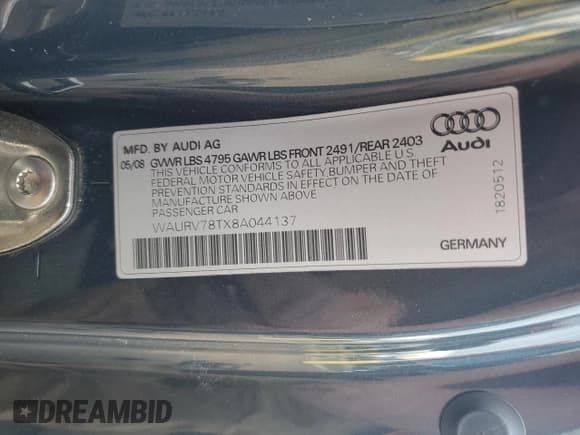 MFD. BY AUDI AG
05/08 GVWR LBS 4795 GAWR LBS FRONT 2491/REAR 2403
THIS VEHICLE CONFORMS TO ALL APPLICABLE U S
FEDERAL MOTOR VEHICLE SAFETY,BUMPER AND THEFT
PREVENTION STANDARDS IN EFFECT ON THE DATE OF
MANUFACTURE SHOWN ABOVE
PASSENGER CAR
WAURV78TX8A044137
Audi
1820512
GERMANY
DREAMBID